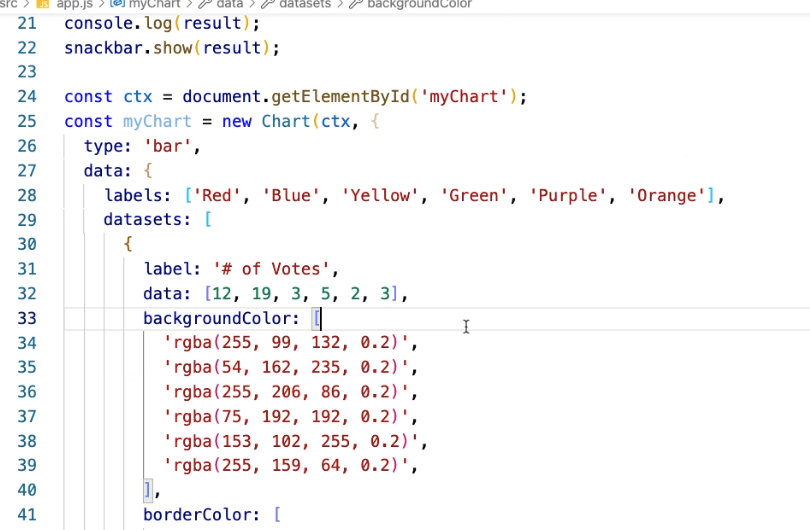 src > JS app.js > myChart > data > datasets > backgroundColor
21 console.log(result);
22 snackbar.show(result);
23
24 const ctx = document.getElementById('myChart');
25 const myChart = new Chart(ctx, {
26 type: 'bar',
27 data: {
28 labels: ['Red', 'Blue', 'Yellow', 'Green', 'Purple', 'Orange'],
29 datasets: [
30 {
31 label: '# of Votes',
32 data: [12, 19, 3, 5, 2, 3],
33 backgroundColor: [
34 'rgba(255, 99, 132, 0.2)',
35 'rgba(54, 162, 235, 0.2)',
36 'rgba(255, 206, 86, 0.2)',
37 'rgba(75, 192, 192, 0.2)',
38 'rgba(153, 102, 255, 0.2)',
39 'rgba(255, 159, 64, 0.2)',
40 ],
41 borderColor: [